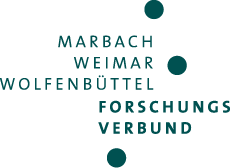 MARBACH
WEIMAR
WOLFENBÜTTEL
FORSCHUNGS
VERBUND